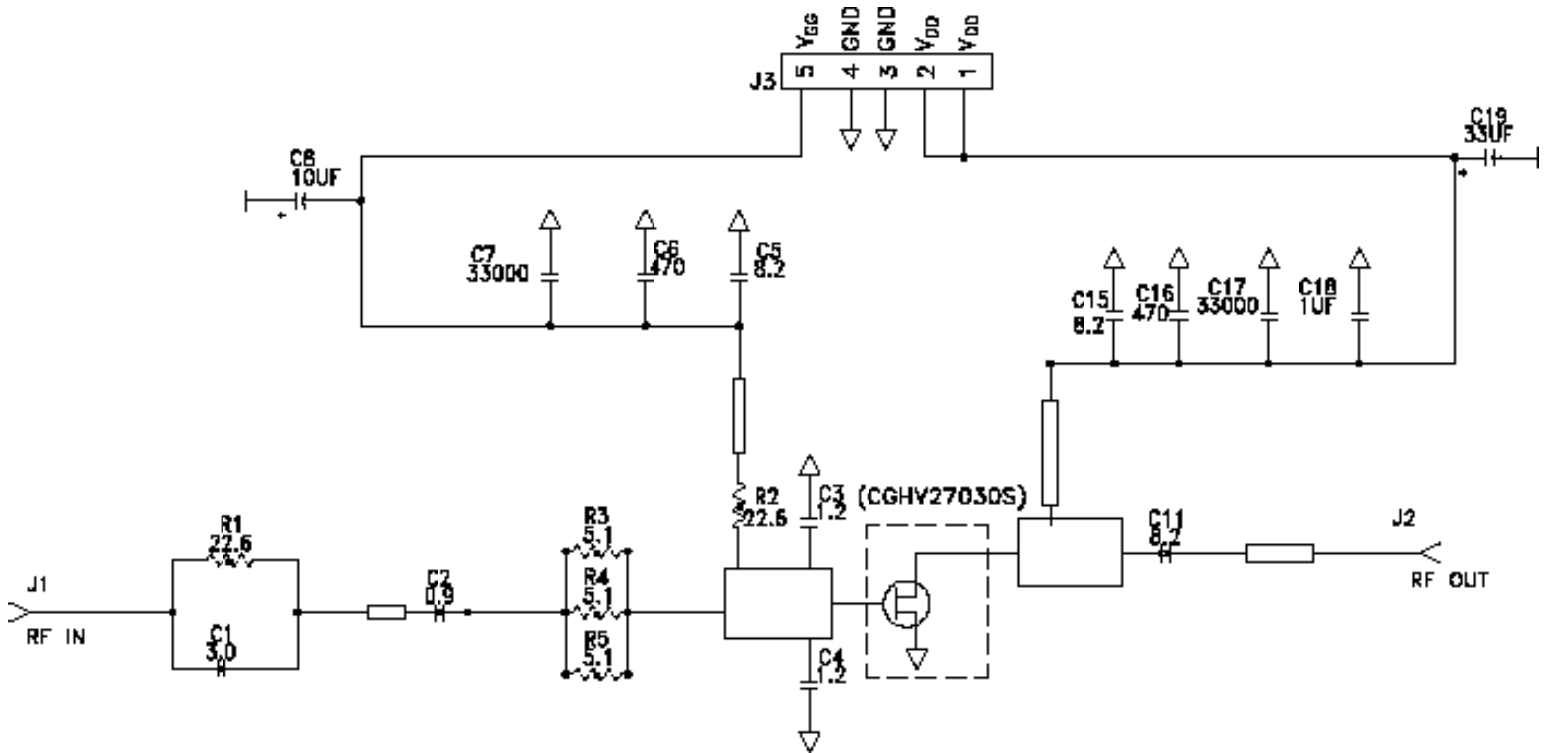 VGG
GND
GND
VDD
VDD
5
4
3
2
1
J3
C8
10UF
+
C19
33UF
+
C7
33000
C6
470
C5
8.2
C15
8.2
C16
470
C17
33000
C18
1UF
R2
22.6
C3
1.2
(CGHV27030S)
C11
8.2
J2
RF OUT
R1
22.6
J1
RF IN
C1
3.0
C2
0.9
R3
5.1
R4
5.1
R5
5.1
C4
1.2